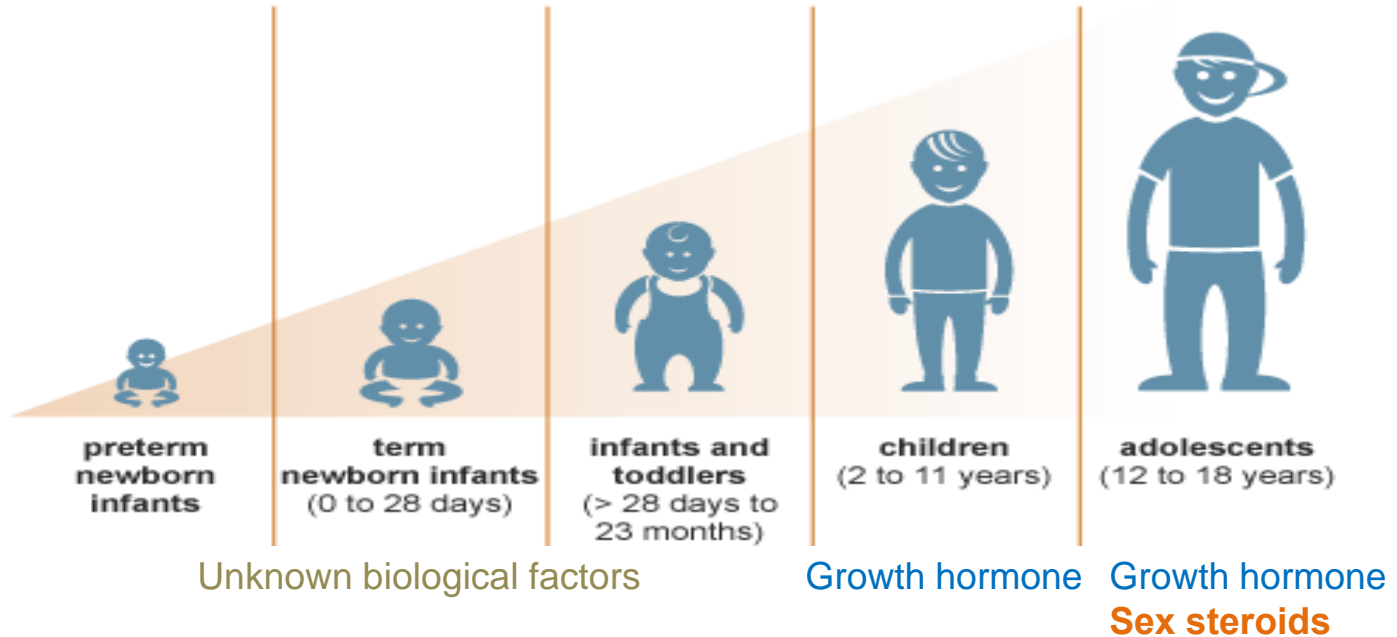 preterm
newborn
infants
term
newborn infants
(0 to 28 days)
infants and
toddlers
(> 28 days to
23 months)
children
(2 to 11 years)
adolescents
(12 to 18 years)
Unknown biological factors
Growth hormone
Growth hormone
Sex steroids